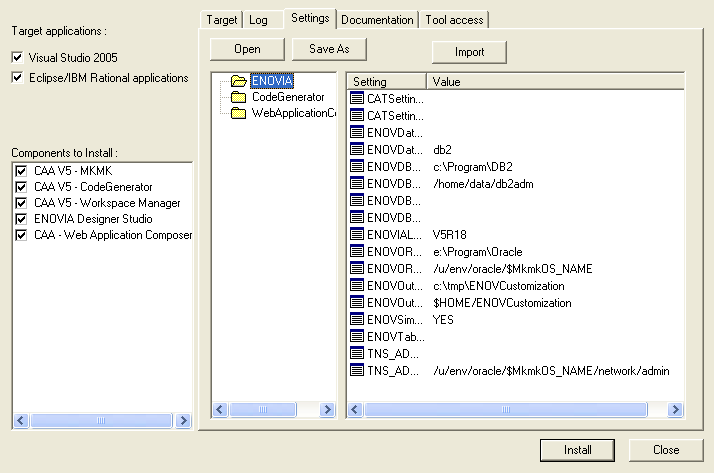 Target applications :
Visual Studio 2005
Eclipse/IBM Rational applications
Components to Install :
CAA V5 - MKMK
CAA V5 - CodeGenerator
CAA V5 - Workspace Manager
ENOVIA Designer Studio
CAA - Web Application Composer
Target Log Settings Documentation Tool access
Open Save As Import
ENOVIA
CodeGenerator
WebApplicationC
Setting Value
CATSettin...
CATSettin...
ENOVDat...
ENOVDat... db2
ENOVDB... c:\Program\DB2
ENOVDB... /home/data/db2adm
ENOVDB...
ENOVDB...
ENOVIAL... V5R18
ENOVOR... e:\Program\Oracle
ENOVOR... /u/env/oracle/$MkmkOS_NAME
ENOVOut... c:\tmp\ENOVCustomization
ENOVOut... $HOME/ENOVCustomization
ENOVSim... YES
ENOVTab...
TNS_AD...
TNS_AD... /u/env/oracle/$MkmkOS_NAME/network/admin
Install Close